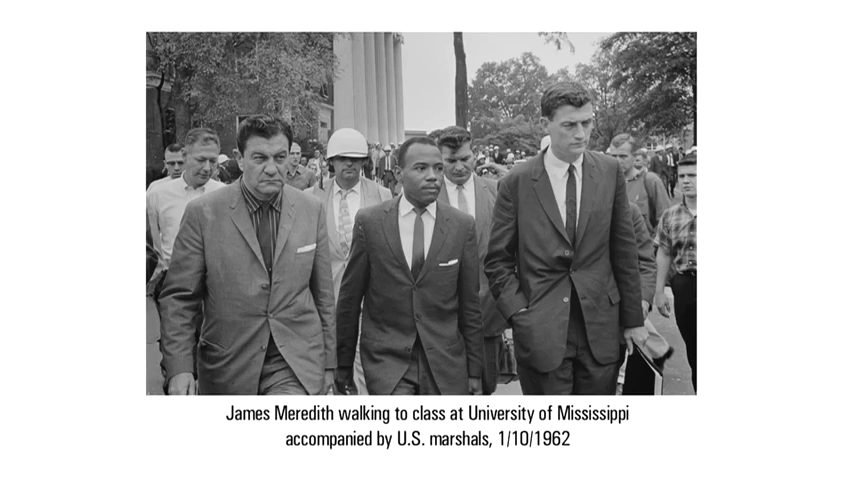 James Meredith walking to class at University of Mississippi
accompanied by U.S. marshals, 1/10/1962